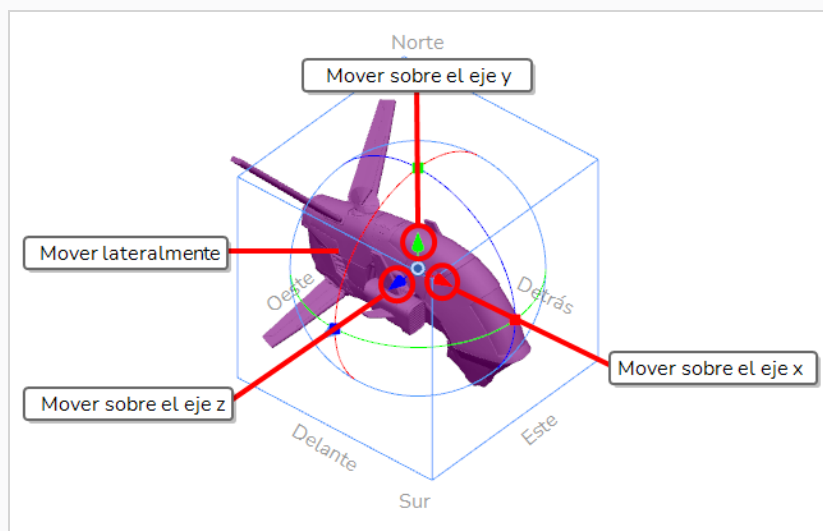 Norte
Mover sobre el eje y
Mover lateralmente
Oeste
Detrás
Mover sobre el eje x
Mover sobre el eje z
Delante
Este
Sur